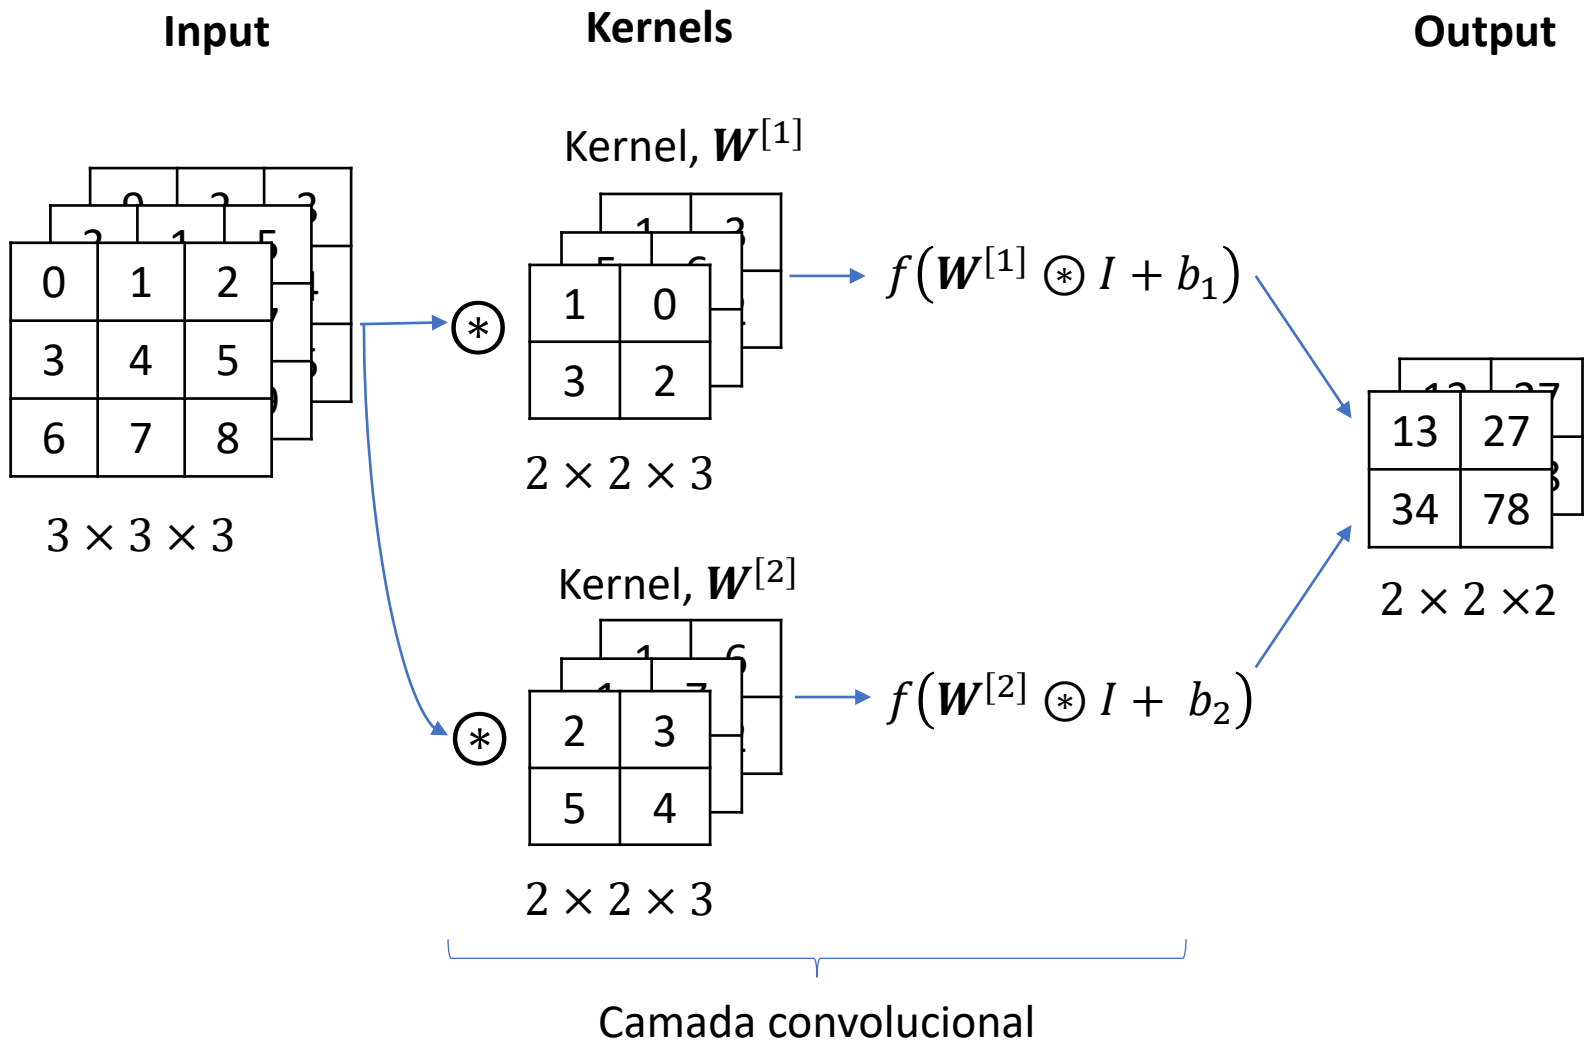 Input
Kernels
Output
Kernel, W^[1]
0 1 2
3 4 5
6 7 8
3 × 3 × 3
⊛
1 0
3 2
2 × 2 × 3
f(W^[1] ⊛ I + b₁)
Kernel, W^[2]
⊛
2 3
5 4
2 × 2 × 3
f(W^[2] ⊛ I + b₂)
13 27
34 78
2 × 2 ×2
Camada convolucional